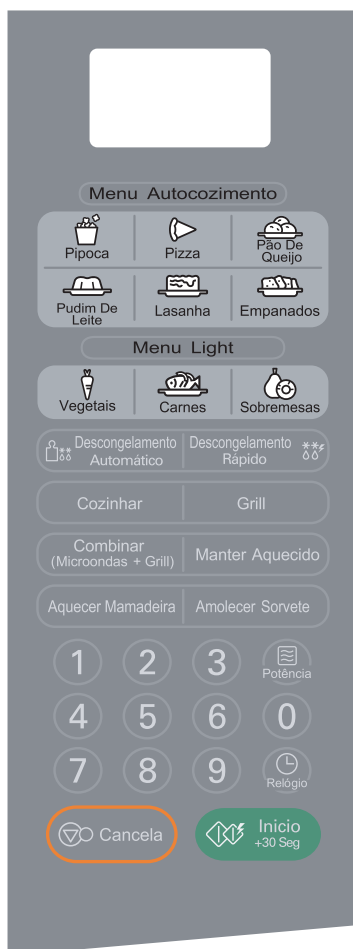 Menu Autocozimento
Pipoca
Pizza
Pão De
Queijo
Pudim De
Leite
Lasanha
Empanados
Menu Light
Vegetais
Carnes
Sobremesas
Descongelamento
Automático
Descongelamento
Rápido
Cozinhar
Grill
Combinar
(Microondas + Grill)
Manter Aquecido
Aquecer Mamadeira
Amolecer Sorvete
1
2
3
Potência
4
5
6
0
7
8
9
Relógio
Cancela
Inicio
+30 Seg